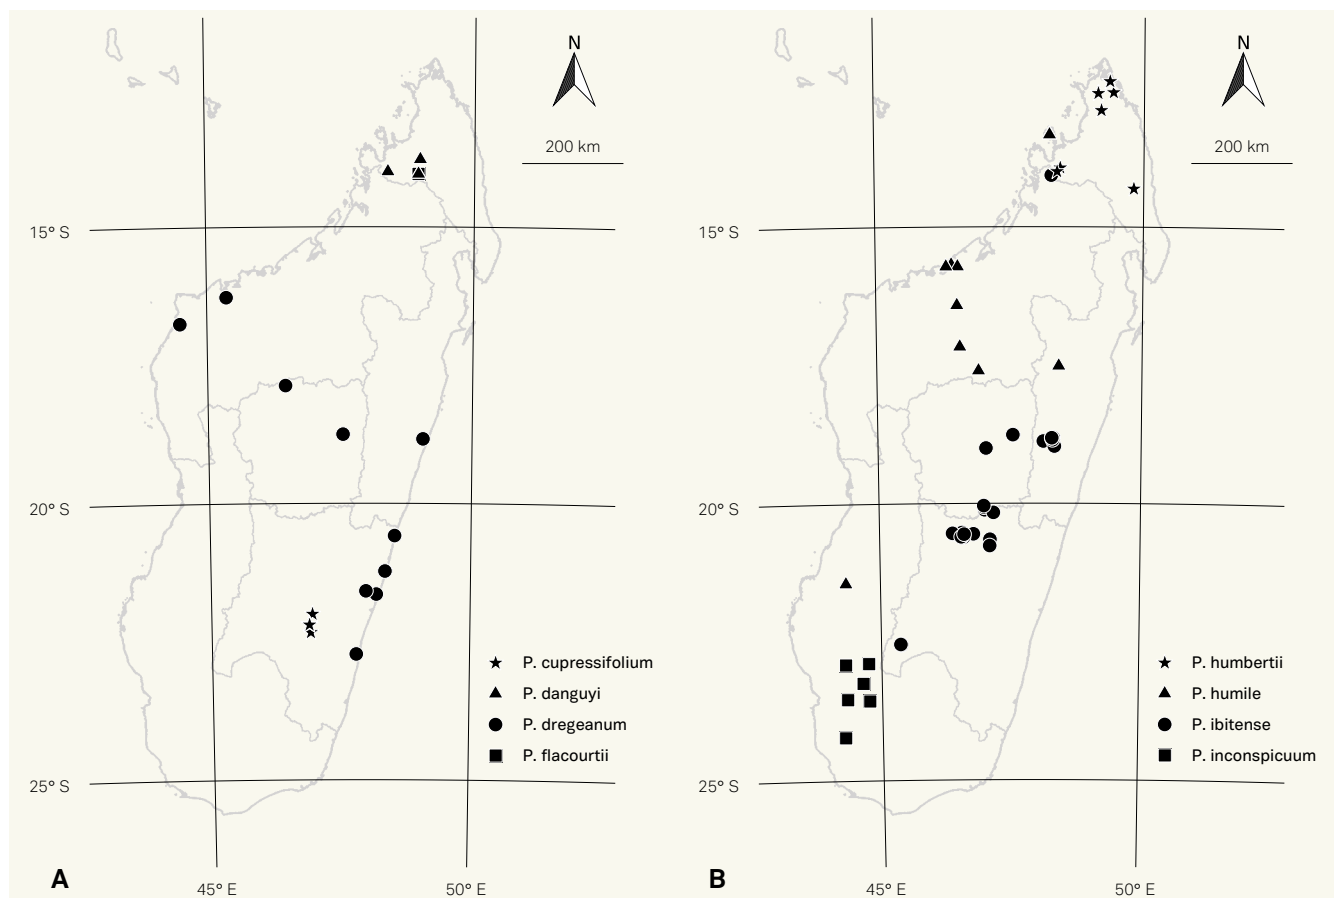 N
200 km
15° S
20° S
25° S
P. cupressifolium
P. danguyi
P. dregeanum
P. flacourtii
A
45° E
50° E
N
200 km
15° S
20° S
25° S
P. humbertii
P. humile
P. ibitense
P. inconspicuum
B
45° E
50° E